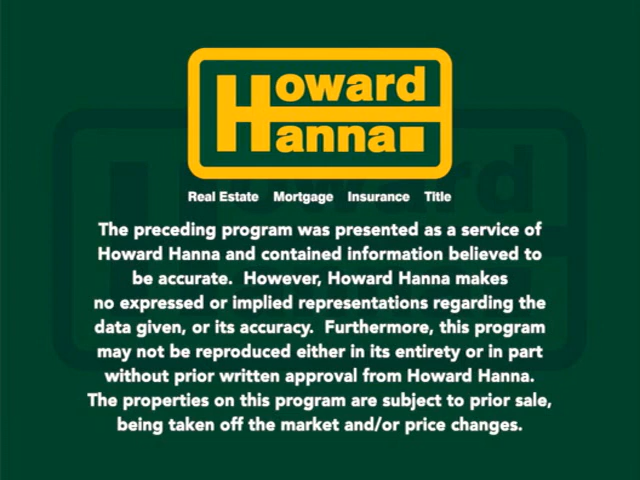 Howard
Hanna
Real Estate Mortgage Insurance Title
The preceding program was presented as a service of
Howard Hanna and contained information believed to
be accurate. However, Howard Hanna makes
no expressed or implied representations regarding the
data given, or its accuracy. Furthermore, this program
may not be reproduced either in its entirety or in part
without prior written approval from Howard Hanna.
The properties on this program are subject to prior sale,
being taken off the market and/or price changes.